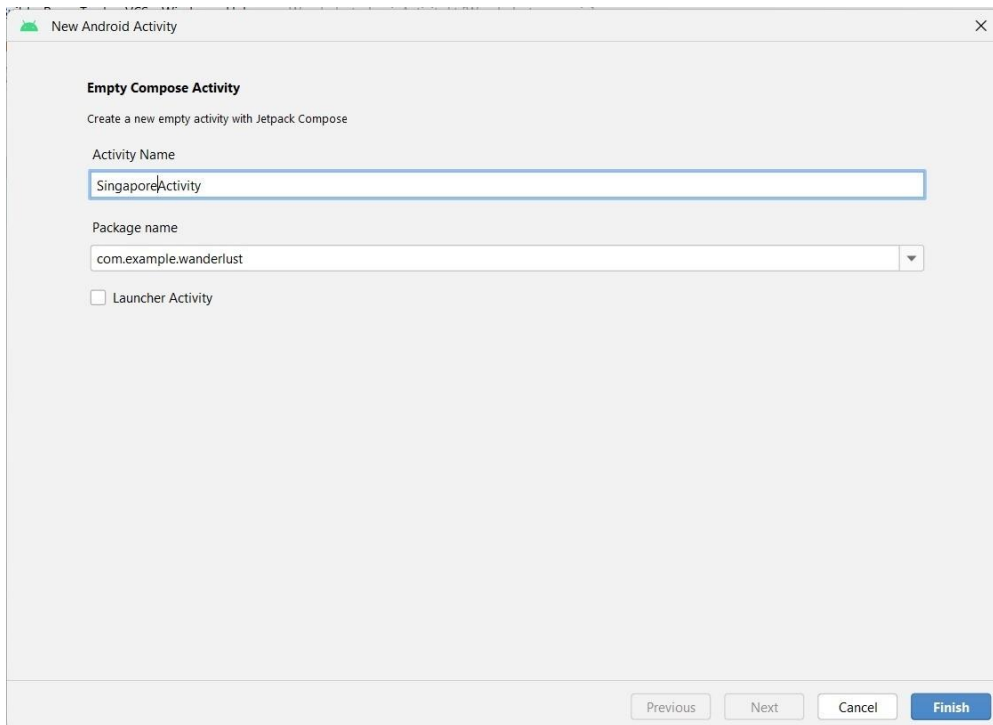 New Android Activity
Empty Compose Activity
Create a new empty activity with Jetpack Compose
Activity Name
SingaporeActivity
Package name
com.example.wanderlust
Launcher Activity
Previous Next Cancel Finish